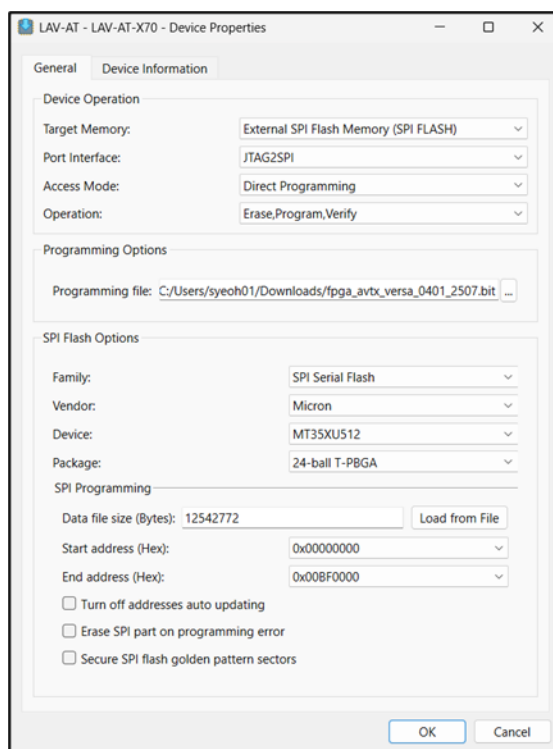 LAV-AT - LAV-AT-X70 - Device Properties
General Device Information
Device Operation
Target Memory: External SPI Flash Memory (SPI FLASH)
Port Interface: JTAG2SPI
Access Mode: Direct Programming
Operation: Erase,Program,Verify
Programming Options
Programming file: C:/Users/syeoh01/Downloads/fpga_avtx_versa_0401_2507.bit ...
SPI Flash Options
Family: SPI Serial Flash
Vendor: Micron
Device: MT35XU512
Package: 24-ball T-PBGA
SPI Programming
Data file size (Bytes): 12542772 Load from File
Start address (Hex): 0x00000000
End address (Hex): 0x00BF0000
Turn off addresses auto updating
Erase SPI part on programming error
Secure SPI flash golden pattern sectors
OK Cancel